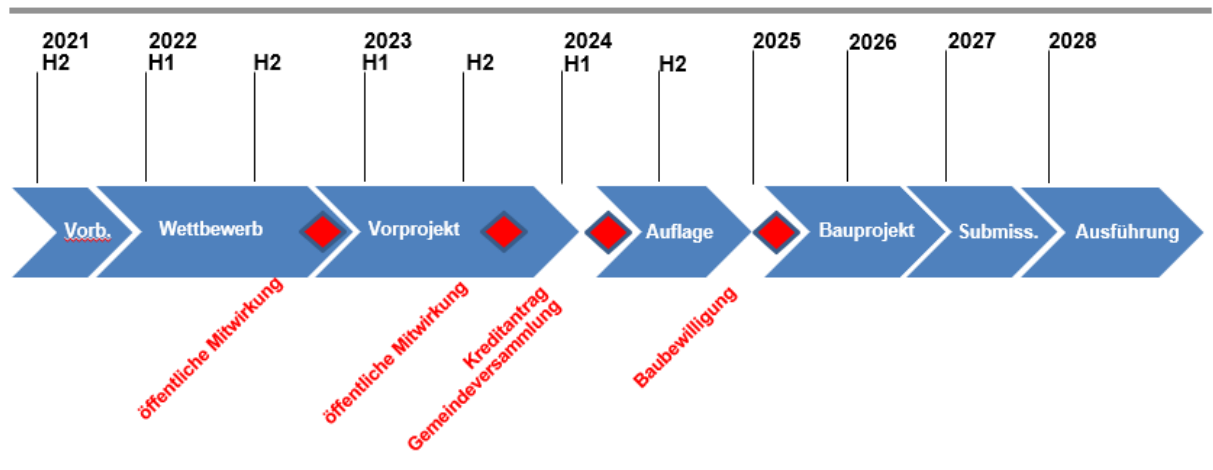 2021 2022 2023 2024 2025 2026 2027 2028
H2 H1 H2 H1 H2 H1 H2
Vorb. Wettbewerb Vorprojekt Auflage Bauprojekt Submiss. Ausführung
öffentliche Mitwirkung
öffentliche Mitwirkung
Kreditantrag
Gemeindeversammlung
Baubewilligung